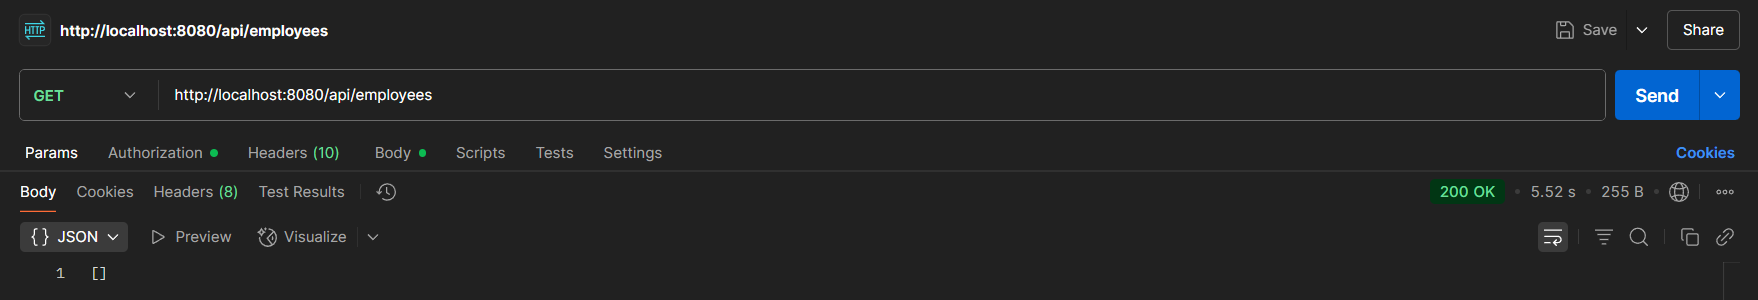 HTTP http://localhost:8080/api/employees Save Share
GET http://localhost:8080/api/employees Send
Params Authorization Headers (10) Body Scripts Tests Settings Cookies
Body Cookies Headers (8) Test Results 200 OK 5.52 s 255 B
{} JSON Preview Visualize
1 []